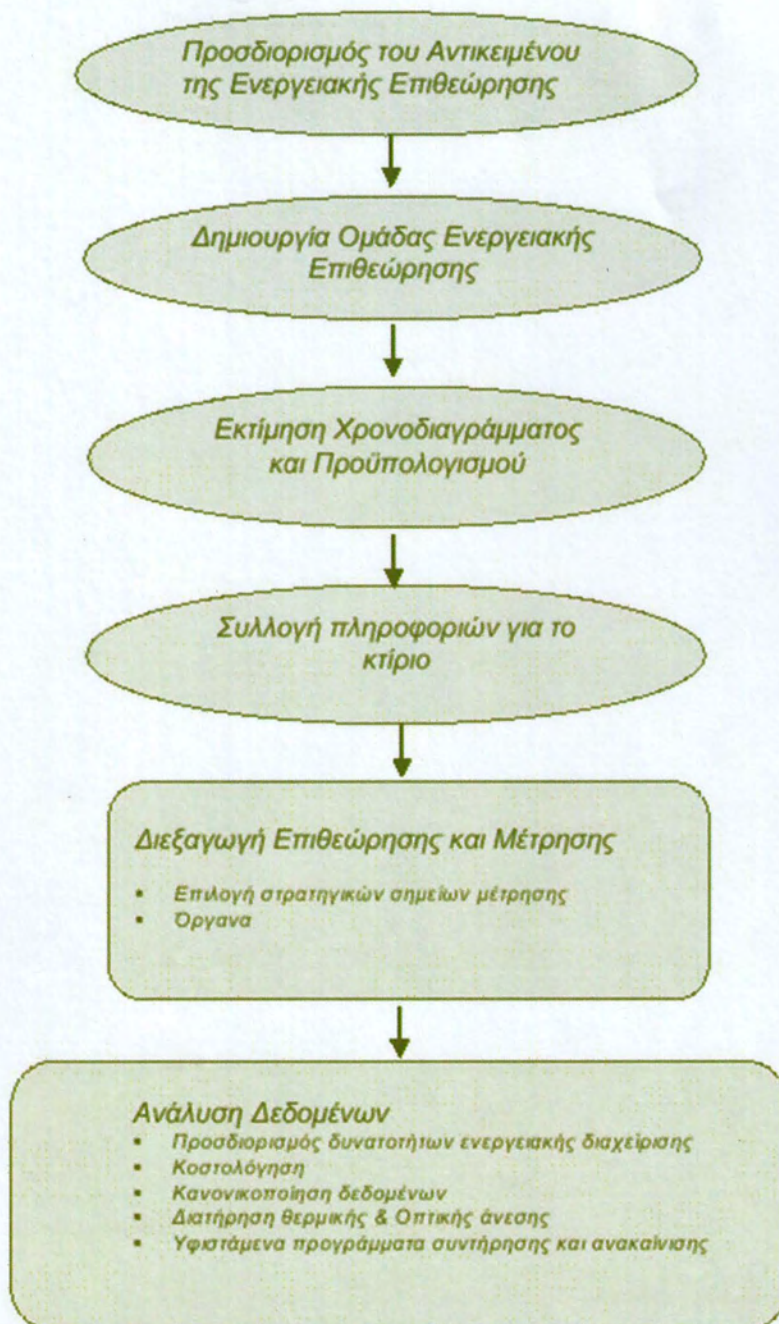 Προσδιορισμός του Αντικειμένου
της Ενεργειακής Επιθεώρησης
Δημιουργία Ομάδας Ενεργειακής
Επιθεώρησης
Εκτίμηση Χρονοδιαγράμματος
και Προϋπολογισμού
Συλλογή πληροφοριών για το
κτίριο
Διεξαγωγή Επιθεώρησης και Μέτρησης
▪ Επιλογή στρατηγικών σημείων μέτρησης
▪ Όργανα
Ανάλυση Δεδομένων
▪ Προσδιορισμός δυνατοτήτων ενεργειακής διαχείρισης
▪ Κοστολόγηση
▪ Κανονικοποίηση δεδομένων
▪ Διατήρηση θερμικής & Οπτικής άνεσης
▪ Υφιστάμενα προγράμματα συντήρησης και ανακαίνισης